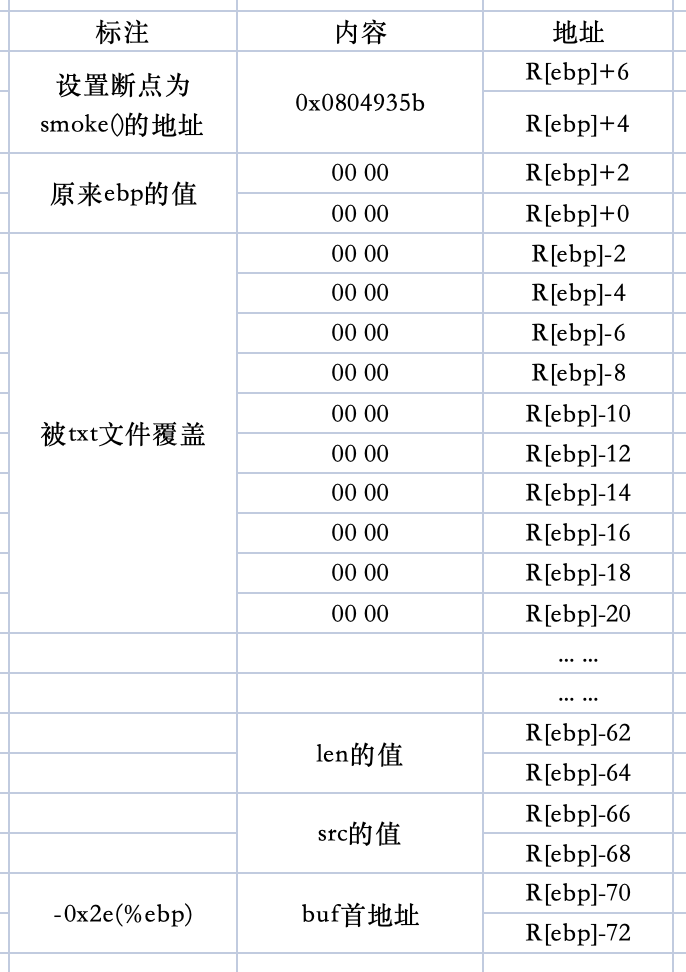 标注 内容 地址
设置断点为 0x0804935b R[ebp]+6
smoke()的地址 R[ebp]+4
原来ebp的值 00 00 R[ebp]+2
00 00 R[ebp]+0
被txt文件覆盖 00 00 R[ebp]-2
00 00 R[ebp]-4
00 00 R[ebp]-6
00 00 R[ebp]-8
00 00 R[ebp]-10
00 00 R[ebp]-12
00 00 R[ebp]-14
00 00 R[ebp]-16
00 00 R[ebp]-18
00 00 R[ebp]-20
... ...
... ...
len的值 R[ebp]-62
R[ebp]-64
src的值 R[ebp]-66
R[ebp]-68
-0x2e(%ebp) buf首地址 R[ebp]-70
R[ebp]-72